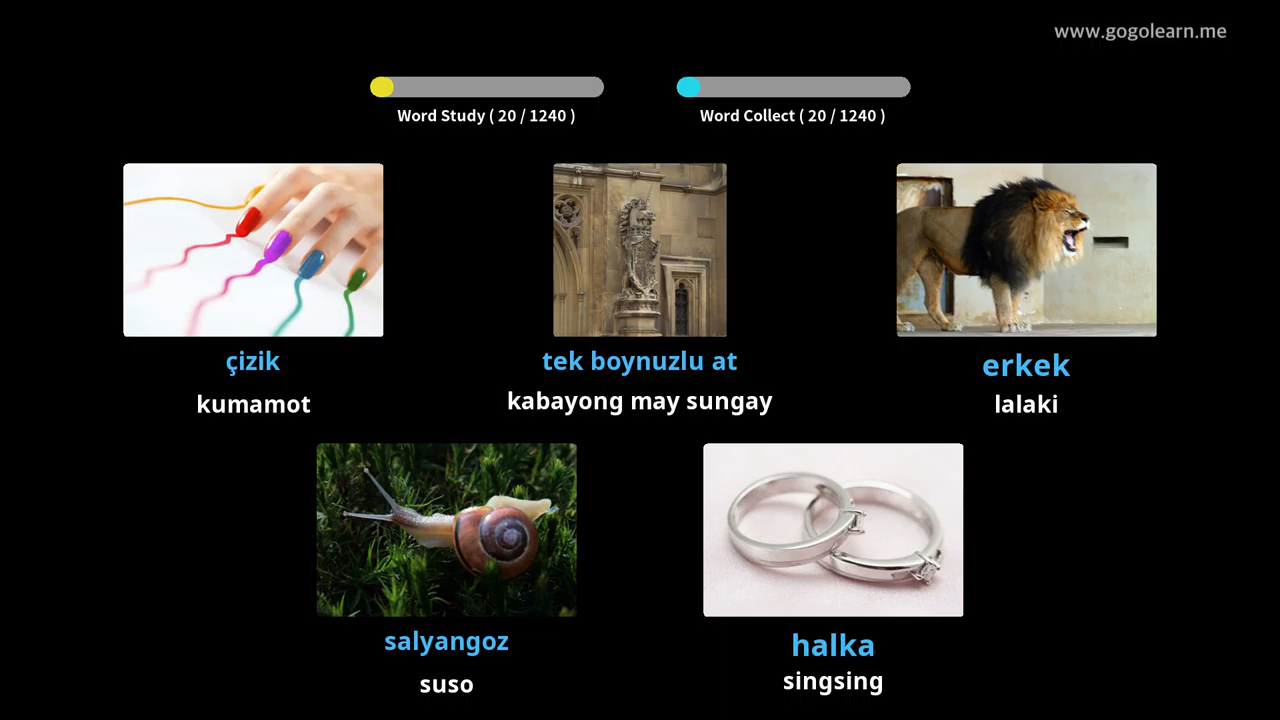 www.gogolearn.me
Word Study ( 20 / 1240 )
Word Collect ( 20 / 1240 )
çizik
kumamot
tek boynuzlu at
kabayong may sungay
erkek
lalaki
salyangoz
suso
halka
singsing